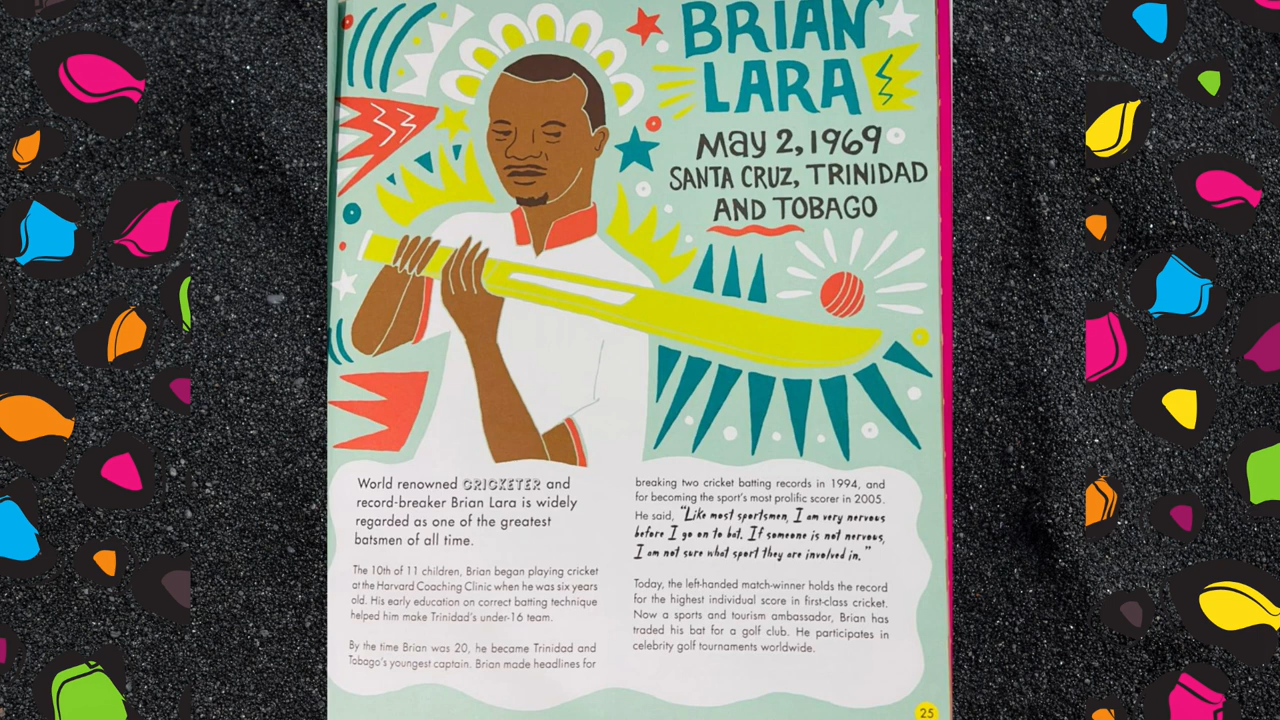 BRIAN
LARA
May 2, 1969
SANTA CRUZ, TRINIDAD
AND TOBAGO
World renowned CRICKETER and
record-breaker Brian Lara is widely
regarded as one of the greatest
batsmen of all time.
The 10th of 11 children, Brian began playing cricket
at the Harvard Coaching Clinic when he was six years
old. His early education on correct batting technique
helped him make Trinidad's under-16 team.
By the time Brian was 20, he became Trinidad and
Tobago's youngest captain. Brian made headlines for
breaking two cricket batting records in 1994, and
for becoming the sport's most prolific scorer in 2005.
He said, "Like most sportsmen, I am very nervous
before I go on to bat. If someone is not nervous,
I am not sure what sport they are involved in."
Today, the left-handed match-winner holds the record
for the highest individual score in first-class cricket.
Now a sports and tourism ambassador, Brian has
traded his bat for a golf club. He participates in
celebrity golf tournaments worldwide.
25